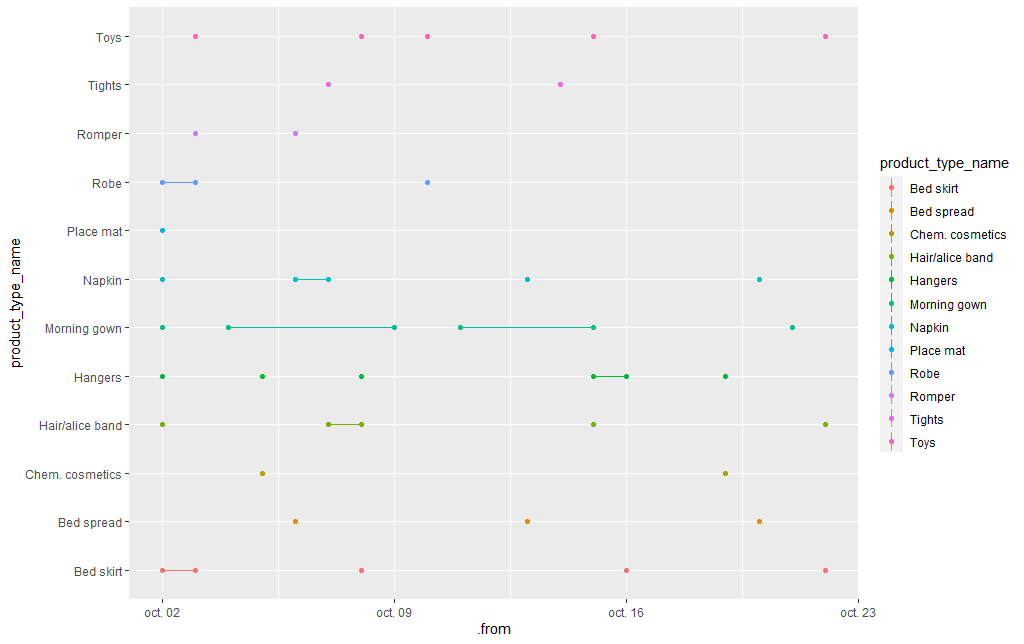 product_type_name
Toys
Tights
Romper
Robe
Place mat
Napkin
Morning gown
Hangers
Hair/alice band
Chem. cosmetics
Bed spread
Bed skirt
oct. 02
oct. 09
oct. 16
oct. 23
.from
product_type_name
Bed skirt
Bed spread
Chem. cosmetics
Hair/alice band
Hangers
Morning gown
Napkin
Place mat
Robe
Romper
Tights
Toys